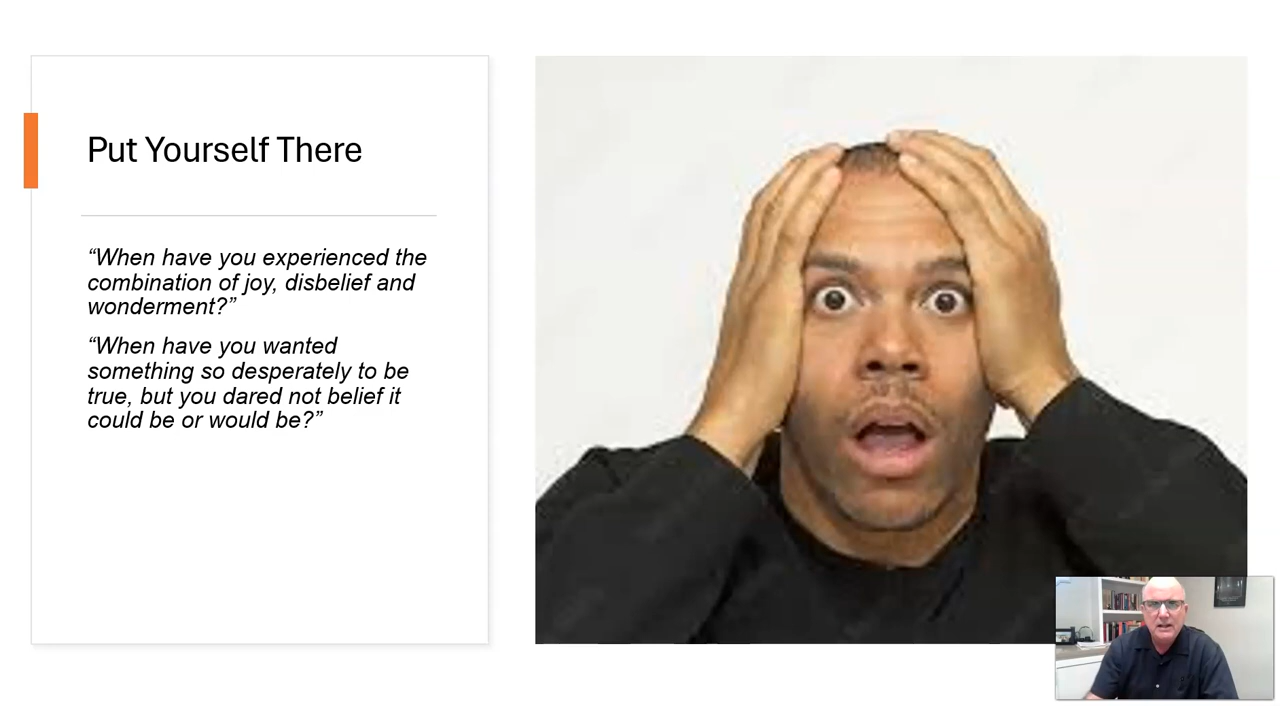 Put Yourself There
“When have you experienced the
combination of joy, disbelief and
wonderment?”
“When have you wanted
something so desperately to be
true, but you dared not belief it
could be or would be?”